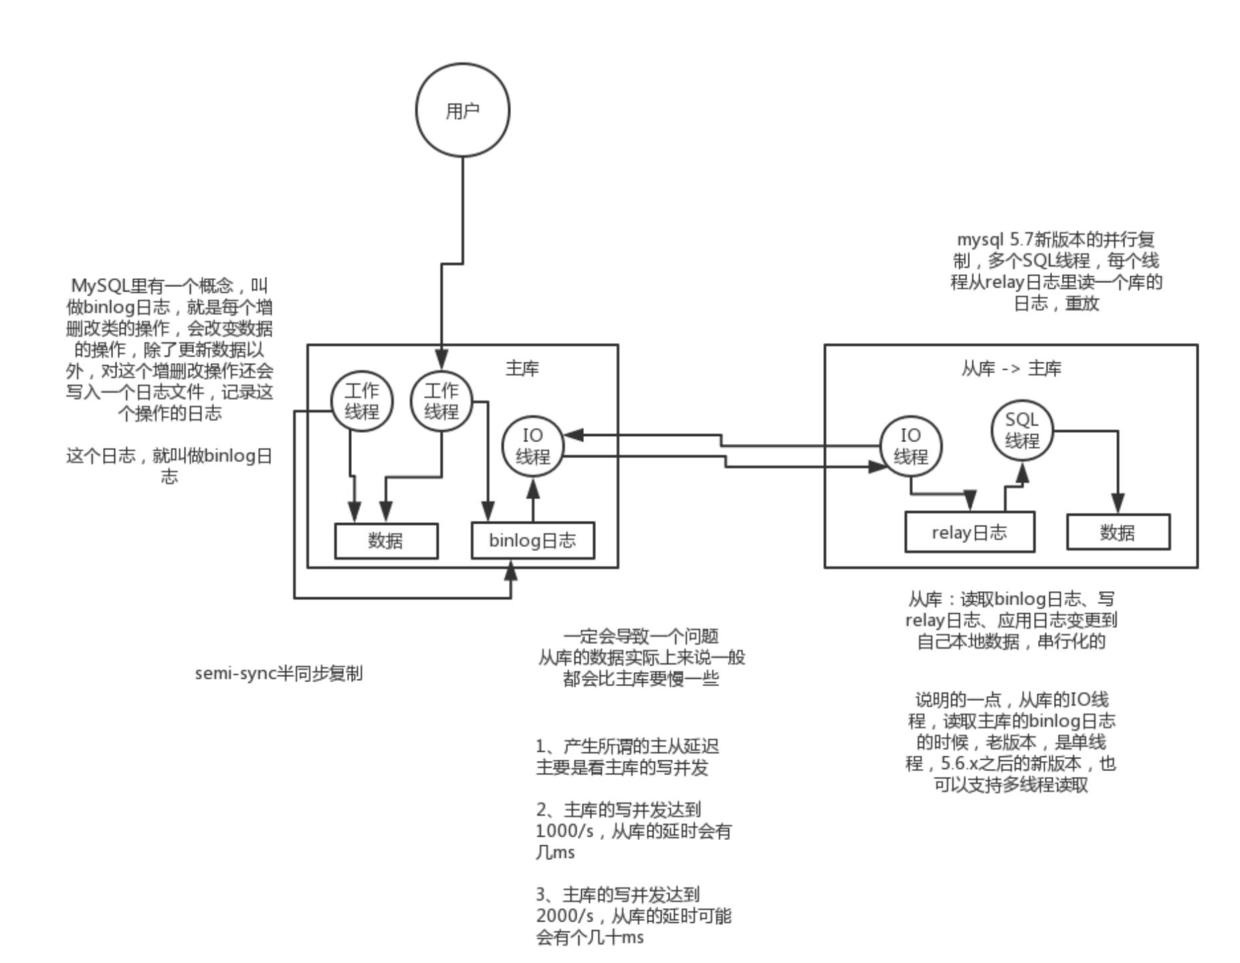 用户
mysql 5.7新版本的并行复
制，多个SQL线程，每个线
程从relay日志里读一个库的
日志，重放
MySQL里有一个概念，叫
做binlog日志，就是每个增
删改类的操作，会改变数据
的操作，除了更新数据以
外，对这个增删改操作还会
写入一个日志文件，记录这
个操作的日志
这个日志，就叫做binlog日
志
主库
工作
线程
工作
线程
IO
线程
数据
binlog日志
从库 -> 主库
IO
线程
SQL
线程
relay日志
数据
从库：读取binlog日志、写
relay日志、应用日志变更到
自己本地数据，串行化的
一定会导致一个问题
从库的数据实际上来说一般
都会比主库要慢一些
semi-sync半同步复制
说明的一点，从库的IO线
程，读取主库的binlog日志
的时候，老版本，是单线
程，5.6.x之后的新版本，也
可以支持多线程读取
1、产生所谓的主从延迟
主要是看主库的写并发
2、主库的写并发达到
1000/s，从库的延时会有
几ms
3、主库的写并发达到
2000/s，从库的延时可能
会有个几十ms